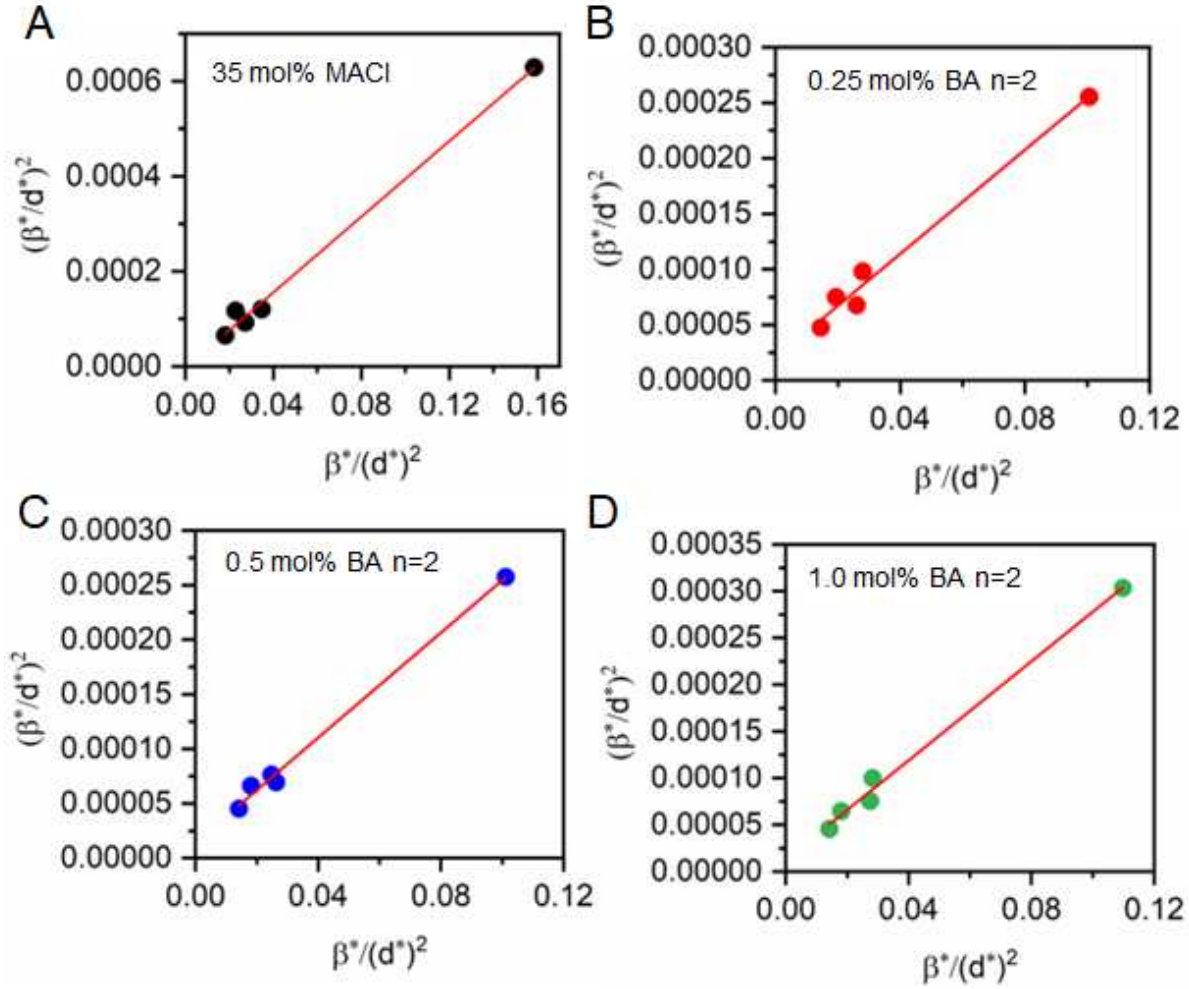 A
35 mol% MACl
0.0006
0.0004
0.0002
0.0000
(β*/d*)²
0.00 0.04 0.08 0.12 0.16
β*/(d*)²
B
0.25 mol% BA n=2
0.00030
0.00025
0.00020
0.00015
0.00010
0.00005
0.00000
(β*/d*)²
0.00 0.04 0.08 0.12
β*/(d*)²
C
0.5 mol% BA n=2
0.00030
0.00025
0.00020
0.00015
0.00010
0.00005
0.00000
(β*/d*)²
0.00 0.04 0.08 0.12
β*/(d*)²
D
1.0 mol% BA n=2
0.00035
0.00030
0.00025
0.00020
0.00015
0.00010
0.00005
0.00000
(β*/d*)²
0.00 0.04 0.08 0.12
β*/(d*)²